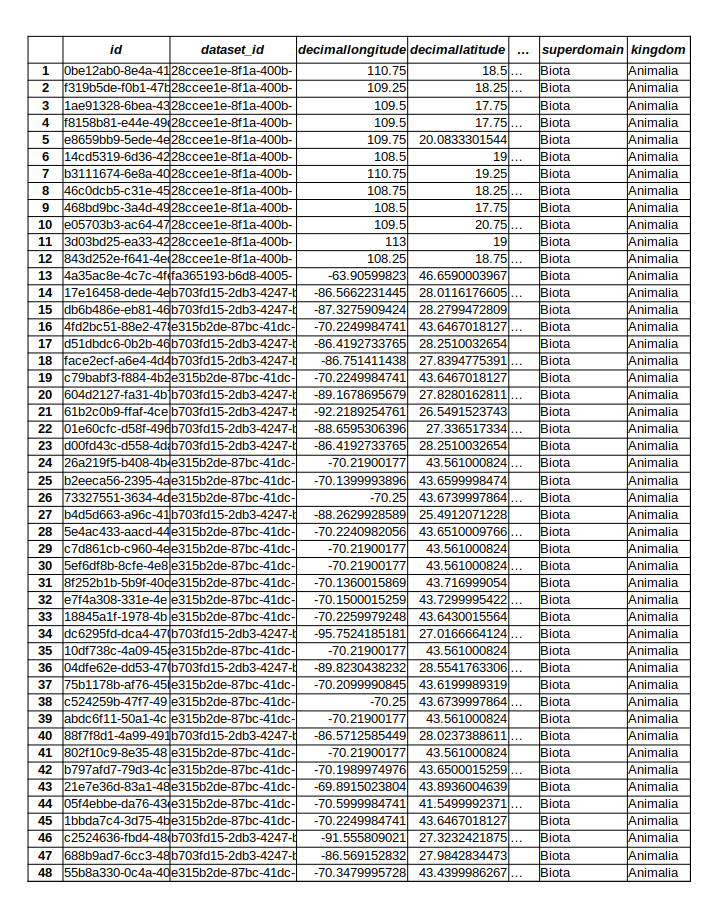 id dataset_id decimallongitude decimallatitude … superdomain kingdom
1 0be12ab0-8e4a-41 28ccee1e-8f1a-400b- 110.75 18.5 … Biota Animalia
2 f319b5de-f0b1-47b 28ccee1e-8f1a-400b- 109.25 18.25 … Biota Animalia
3 1ae91328-6bea-43 28ccee1e-8f1a-400b- 109.5 17.75 Biota Animalia
4 f8158b81-e44e-49 28ccee1e-8f1a-400b- 109.5 17.75 … Biota Animalia
5 e8659bb9-5ede-4e 28ccee1e-8f1a-400b- 109.75 20.0833301544 Biota Animalia
6 14cd5319-6d36-42 28ccee1e-8f1a-400b- 108.5 19 … Biota Animalia
7 b3111674-6e8a-40 28ccee1e-8f1a-400b- 110.75 19.25 Biota Animalia
8 46c0dcb5-c31e-45 28ccee1e-8f1a-400b- 108.75 18.25 … Biota Animalia
9 468bd9bc-3a4d-49 28ccee1e-8f1a-400b- 108.5 17.75 Biota Animalia
10 e05703b3-ac64-47 28ccee1e-8f1a-400b- 109.5 20.75 … Biota Animalia
11 3d03bd25-ea33-42 28ccee1e-8f1a-400b- 113 19 Biota Animalia
12 843d252e-f641-4e 28ccee1e-8f1a-400b- 108.25 18.75 … Biota Animalia
13 4a35ac8e-4c7c-4f fa365193-b6d8-4005- -63.90599823 46.6590003967 Biota Animalia
14 17e16458-dede-4e b703fd15-2db3-4247-b -86.5662231445 28.0116176605 … Biota Animalia
15 db6b486e-eb81-46 b703fd15-2db3-4247-b -87.3275909424 28.2799472809 Biota Animalia
16 4fd2bc51-88e2-47 e315b2de-87bc-41dc- -70.2249984741 43.6467018127 … Biota Animalia
17 d51dbdc6-0b2b-46 b703fd15-2db3-4247-b -86.4192733765 28.2510032654 Biota Animalia
18 face2ecf-a6e4-4d4 b703fd15-2db3-4247-b -86.751411438 27.8394775391 … Biota Animalia
19 c79babf3-f884-4b2 e315b2de-87bc-41dc- -70.2249984741 43.6467018127 Biota Animalia
20 604d2127-fa31-4b b703fd15-2db3-4247-b -89.1678695679 27.8280162811 … Biota Animalia
21 61b2c0b9-ffaf-4ce b703fd15-2db3-4247-b -92.2189254761 26.5491523743 Biota Animalia
22 01e60cfc-d58f-496 b703fd15-2db3-4247-b -88.6595306396 27.336517334 … Biota Animalia
23 d00fd43c-d558-4d b703fd15-2db3-4247-b -86.4192733765 28.2510032654 Biota Animalia
24 26a219f5-b408-4b e315b2de-87bc-41dc- -70.21900177 43.561000824 … Biota Animalia
25 b2eeca56-2395-4a e315b2de-87bc-41dc- -70.1399993896 43.6599998474 Biota Animalia
26 73327551-3634-4d e315b2de-87bc-41dc- -70.25 43.6739997864 … Biota Animalia
27 b4d5d663-a96c-41 b703fd15-2db3-4247-b -88.2629928589 25.4912071228 Biota Animalia
28 5e4ac433-aacd-44 e315b2de-87bc-41dc- -70.2240982056 43.6510009766 … Biota Animalia
29 c7d861cb-c960-4e e315b2de-87bc-41dc- -70.21900177 43.561000824 Biota Animalia
30 5ef6df8b-8cfe-4e8 e315b2de-87bc-41dc- -70.21900177 43.561000824 … Biota Animalia
31 8f252b1b-5b9f-40 e315b2de-87bc-41dc- -70.1360015869 43.716999054 Biota Animalia
32 e7f4a308-331e-4e e315b2de-87bc-41dc- -70.1500015259 43.7299995422 … Biota Animalia
33 18845a1f-1978-4b e315b2de-87bc-41dc- -70.2259979248 43.6430015564 Biota Animalia
34 dc6295fd-dca4-47 b703fd15-2db3-4247-b -95.7524185181 27.0166664124 … Biota Animalia
35 10df738c-4a09-45 e315b2de-87bc-41dc- -70.21900177 43.561000824 Biota Animalia
36 04dfe62e-dd53-47 b703fd15-2db3-4247-b -89.8230438232 28.5541763306 … Biota Animalia
37 75b1178b-af76-45 e315b2de-87bc-41dc- -70.2099990845 43.6199989319 Biota Animalia
38 c524259b-47f7-49 e315b2de-87bc-41dc- -70.25 43.6739997864 … Biota Animalia
39 abdc6f11-50a1-4c e315b2de-87bc-41dc- -70.21900177 43.561000824 Biota Animalia
40 88f7f8d1-4a99-491 b703fd15-2db3-4247-b -86.5712585449 28.0237388611 … Biota Animalia
41 802f10c9-8e35-48 e315b2de-87bc-41dc- -70.21900177 43.561000824 Biota Animalia
42 b797afd7-79d3-4c e315b2de-87bc-41dc- -70.1989974976 43.6500015259 … Biota Animalia
43 21e7e36d-83a1-48 e315b2de-87bc-41dc- -69.8915023804 43.8936004639 Biota Animalia
44 05f4ebbe-da76-43 e315b2de-87bc-41dc- -70.5999984741 41.5499992371 … Biota Animalia
45 1bbda7c4-3d75-4b e315b2de-87bc-41dc- -70.2249984741 43.6467018127 Biota Animalia
46 c2524636-fbd4-48 b703fd15-2db3-4247-b -91.555809021 27.3232421875 … Biota Animalia
47 688b9ad7-6cc3-48 b703fd15-2db3-4247-b -86.569152832 27.9842834473 Biota Animalia
48 55b8a330-0c4a-40 e315b2de-87bc-41dc- -70.3479995728 43.4399986267 … Biota Animalia